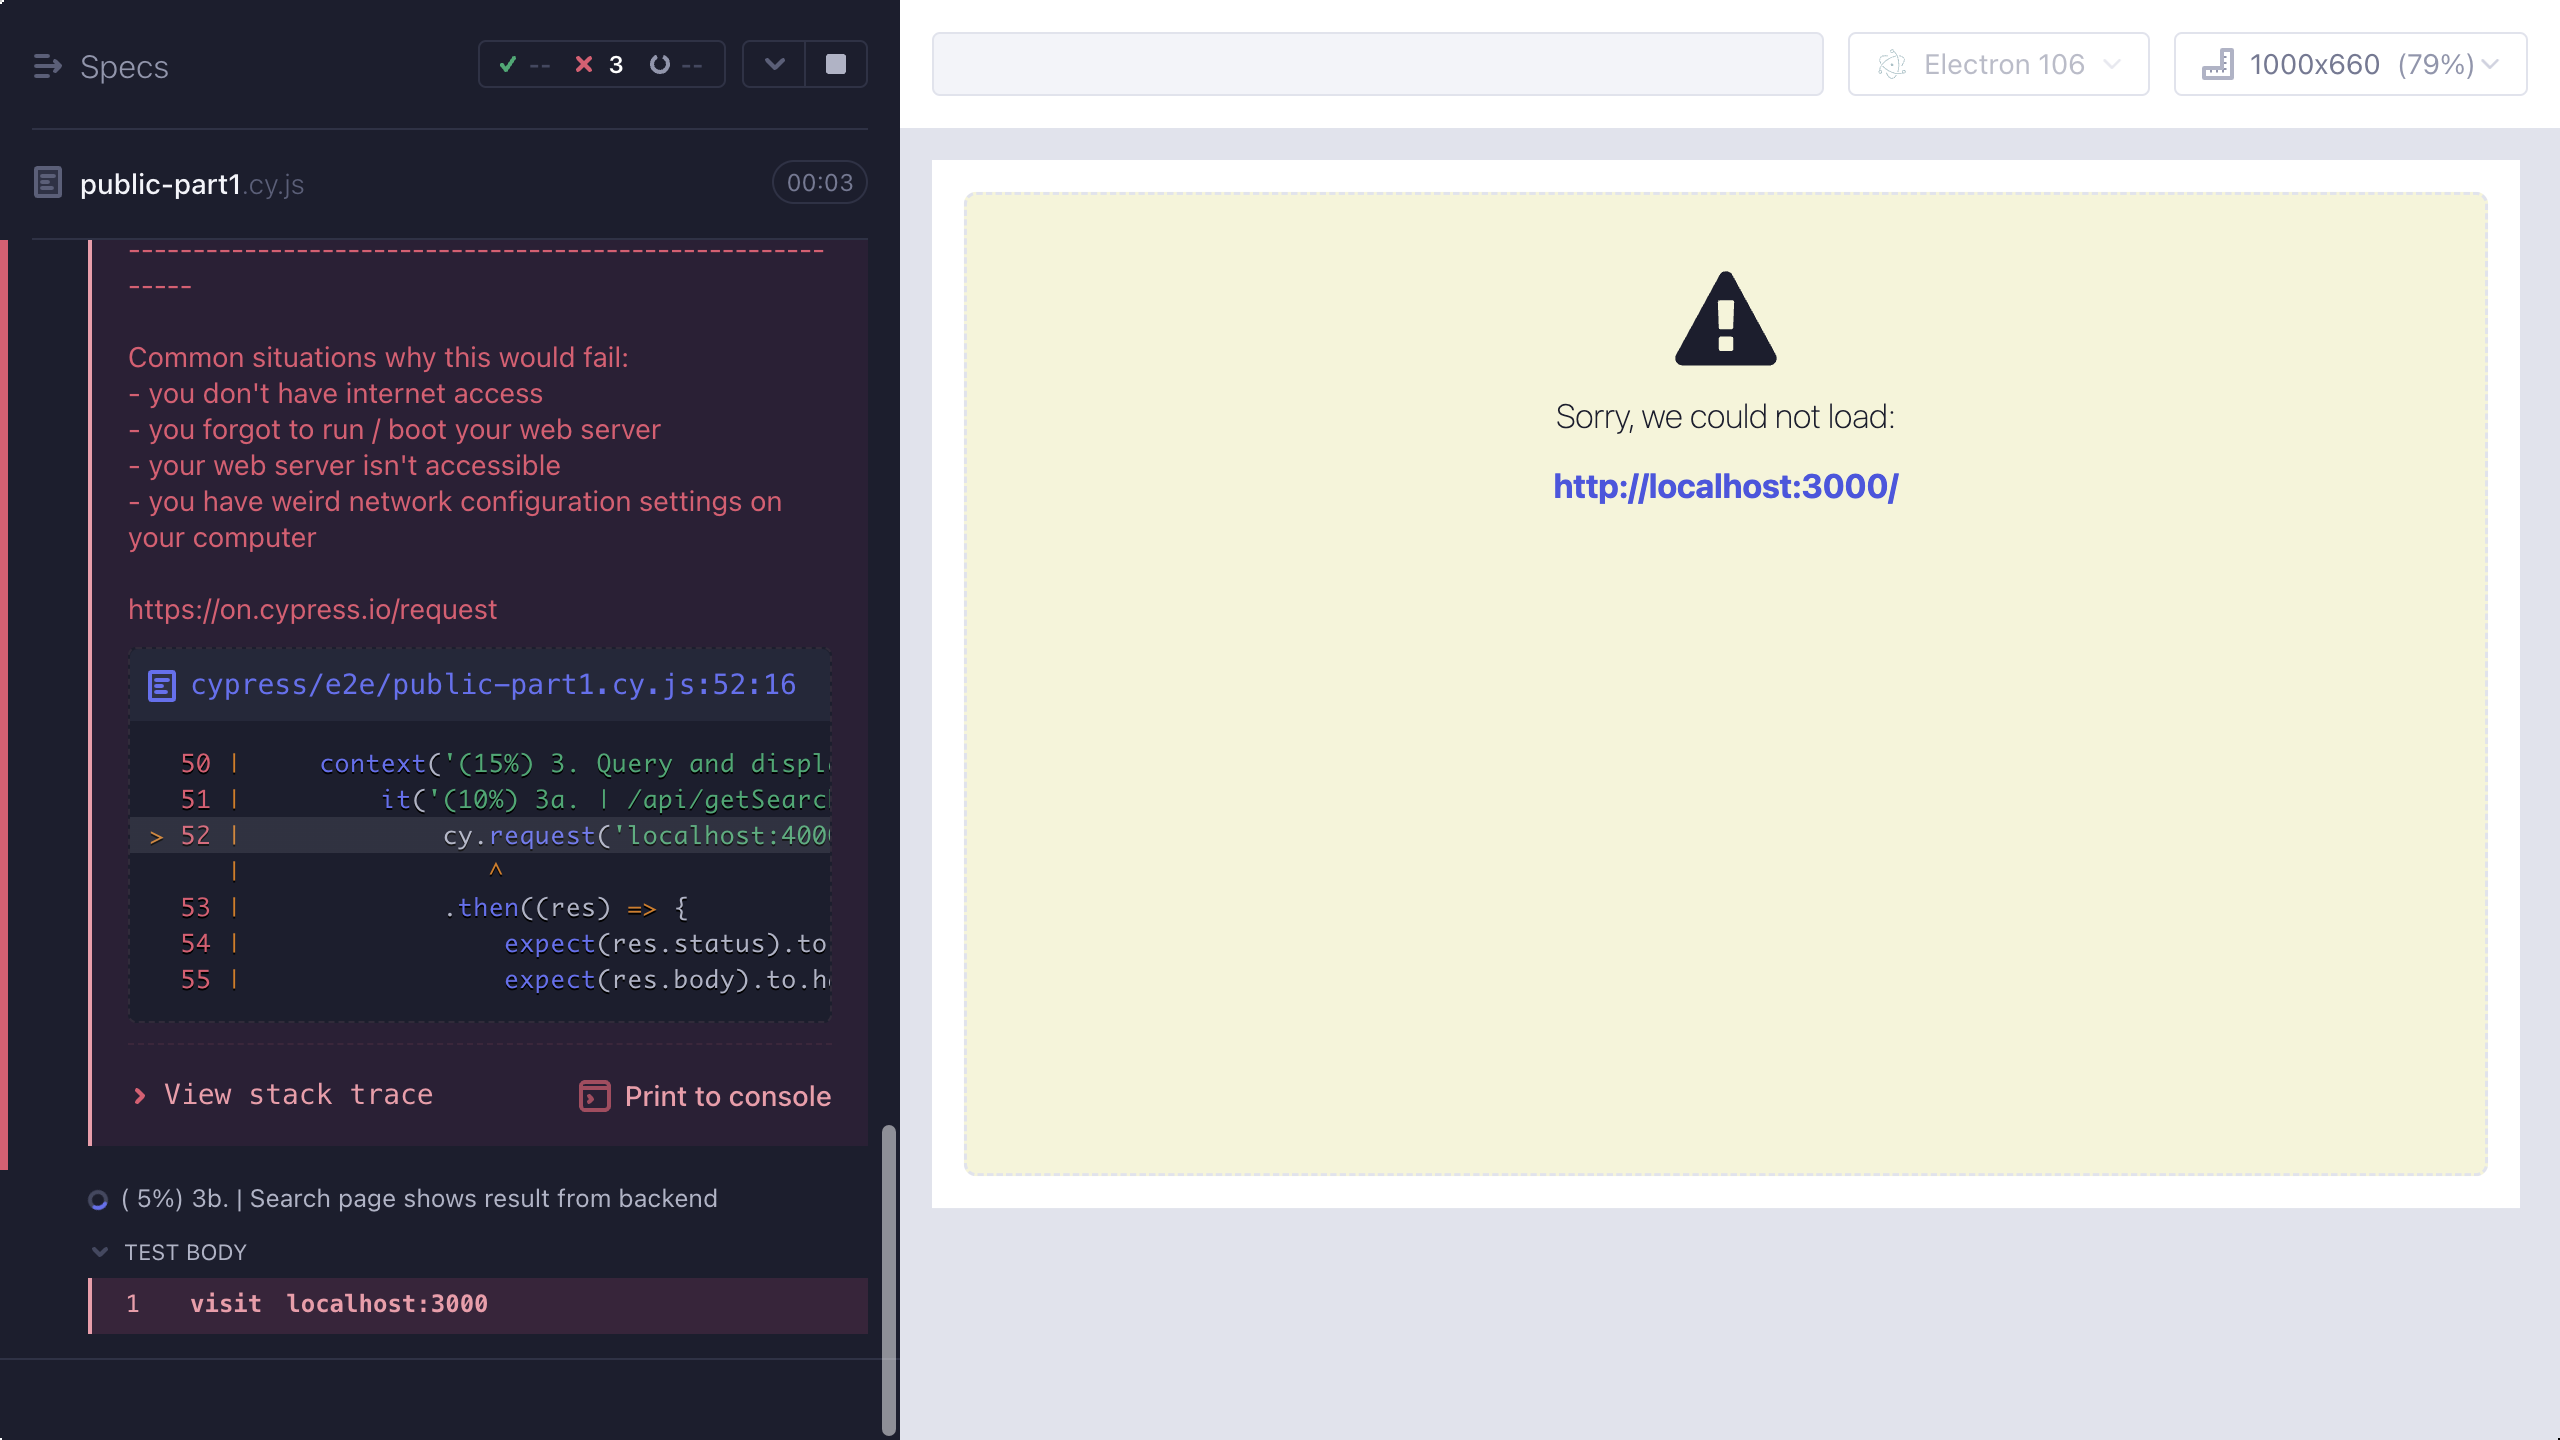 Specs
-- 3 --
Electron 106
1000x660 (79%)
public-part1.cy.js
00:03
-------------------------------------------------------
-----
Common situations why this would fail:
- you don't have internet access
- you forgot to run / boot your web server
- your web server isn't accessible
- you have weird network configuration settings on
your computer
https://on.cypress.io/request
cypress/e2e/public-part1.cy.js:52:16
50 | context('(15%) 3. Query and displ
51 | it('(10%) 3a. | /api/getSearc
> 52 | cy.request('localhost:400
| ^
53 | .then((res) => {
54 | expect(res.status).to
55 | expect(res.body).to.h
View stack trace
Print to console
( 5%) 3b. | Search page shows result from backend
TEST BODY
1 visit localhost:3000
Sorry, we could not load:
http://localhost:3000/